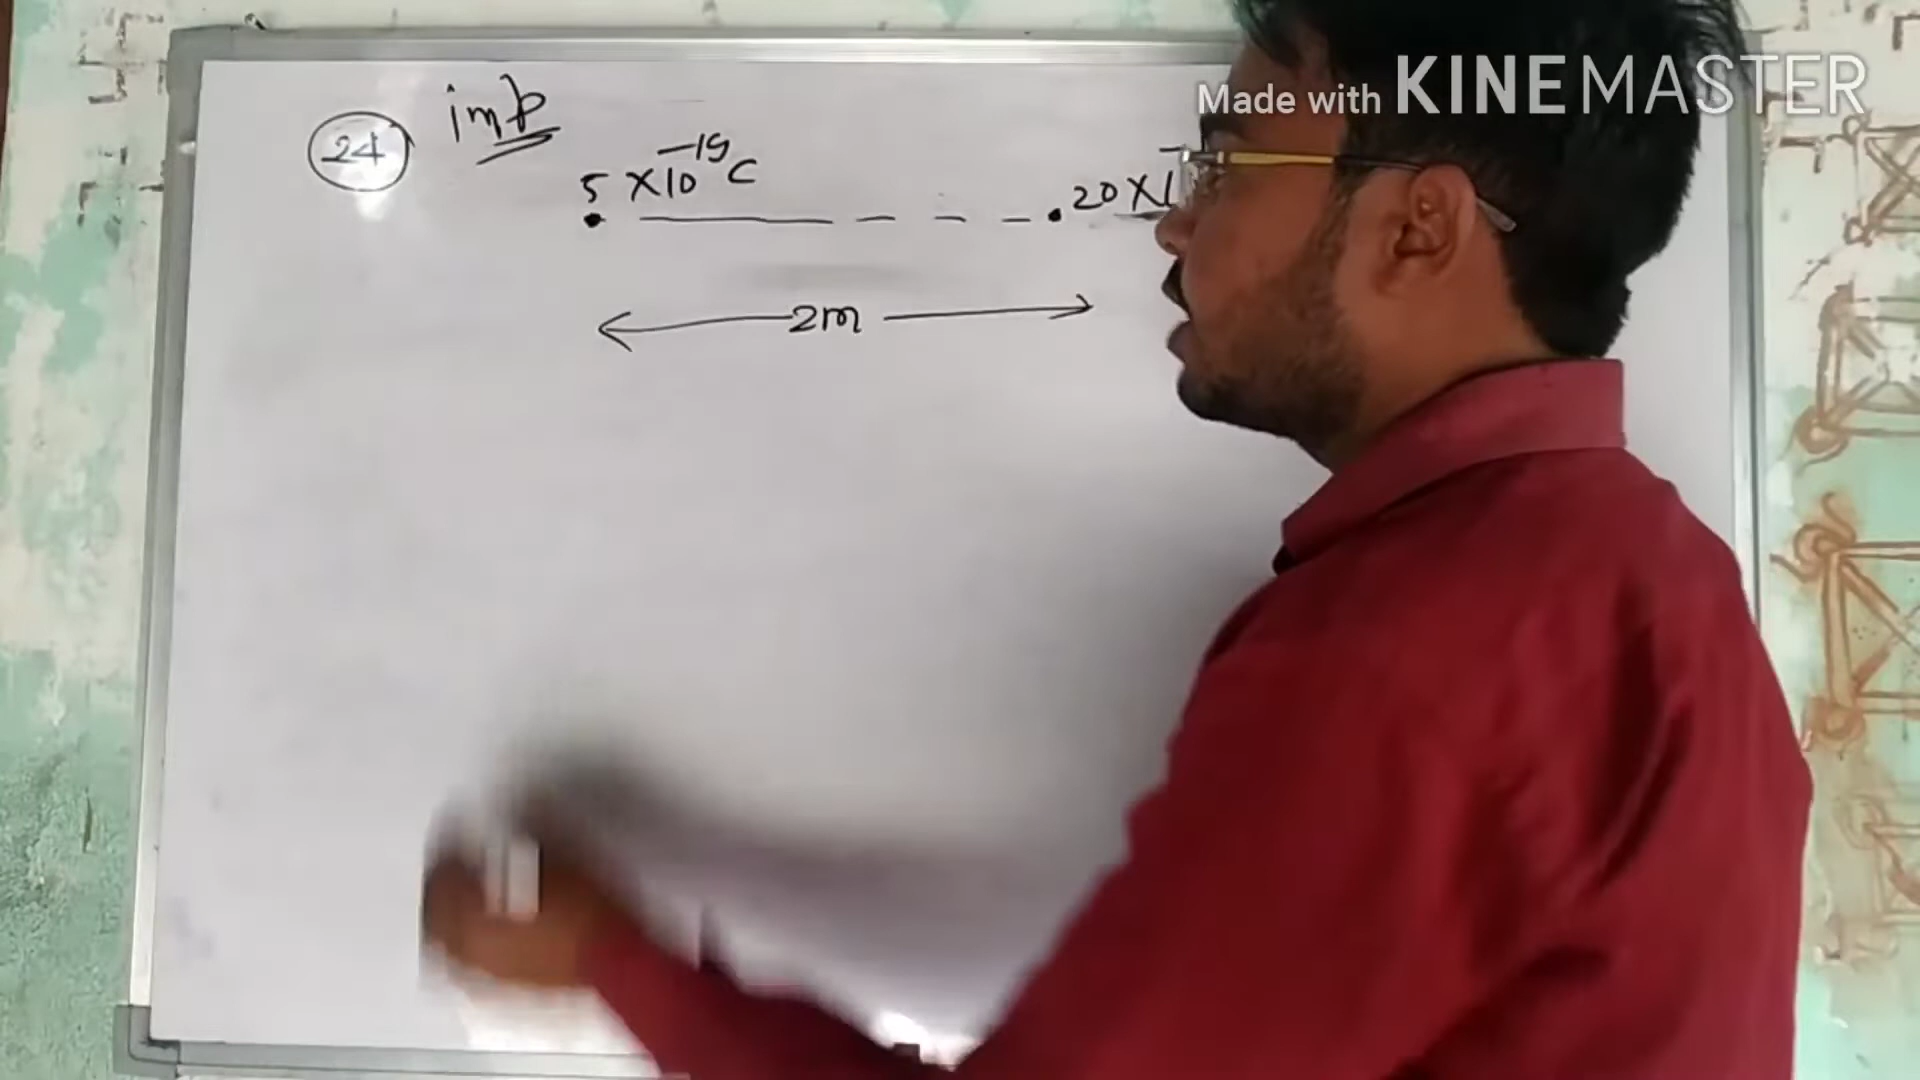 Made with KINEMASTER
24 imp
5 X10⁻¹⁹ C
20 X1
2m